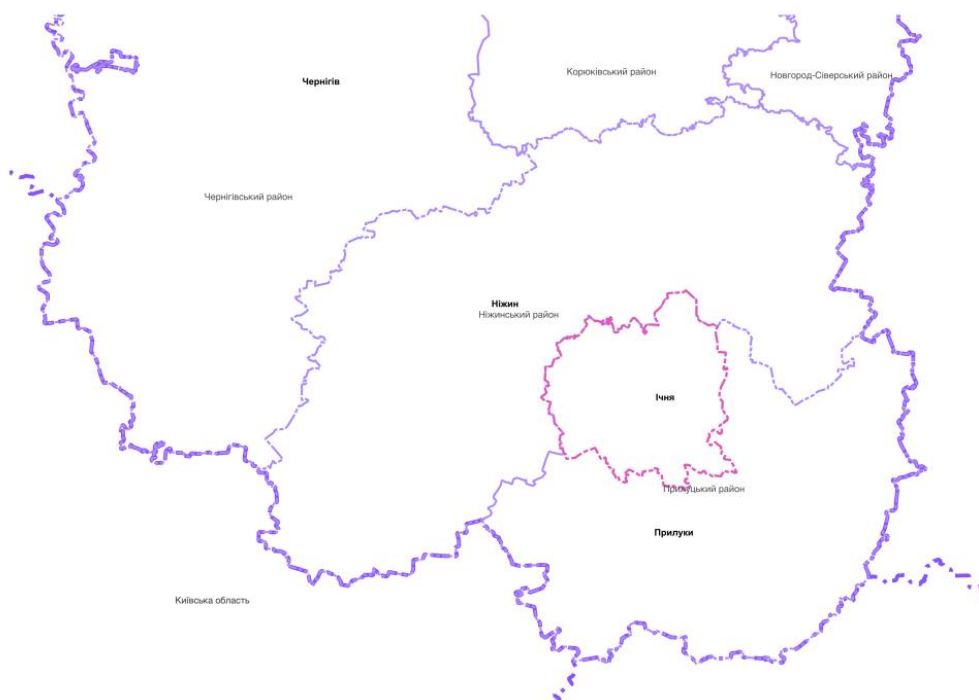 Корюківський район
Новгород-Сіверський район
Чернігів
Чернігівський район
Ніжин
Ніжинський район
Ічня
Прилуцький район
Прилуки
Київська область